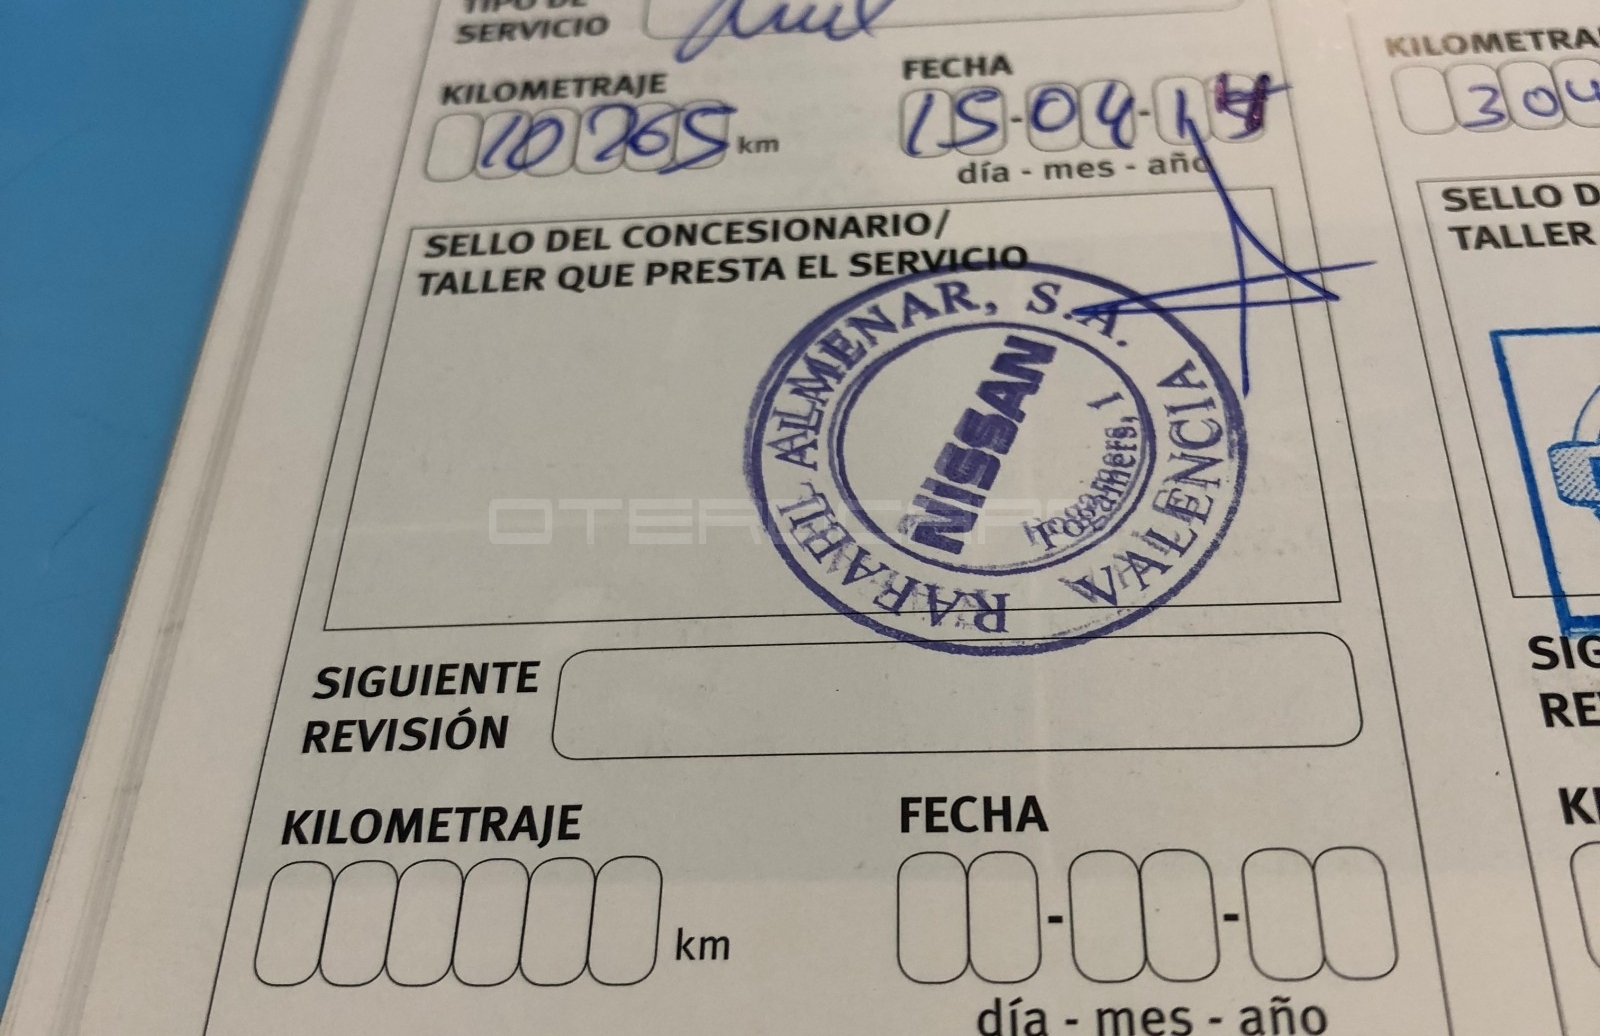 TIPO DE
SERVICIO
KILOMETRAJE
10265 km
FECHA
15-04-1
día - mes - año
SELLO DEL CONCESIONARIO/
TALLER QUE PRESTA EL SERVICIO
RAFAEL ALMENAR, S.A.
VALENCIA
NISSAN
SIGUIENTE
REVISIÓN
KILOMETRAJE
km
FECHA
día - mes - año
KILOMETRA
304
SELLO D
TALLER
SIG
RE
KI